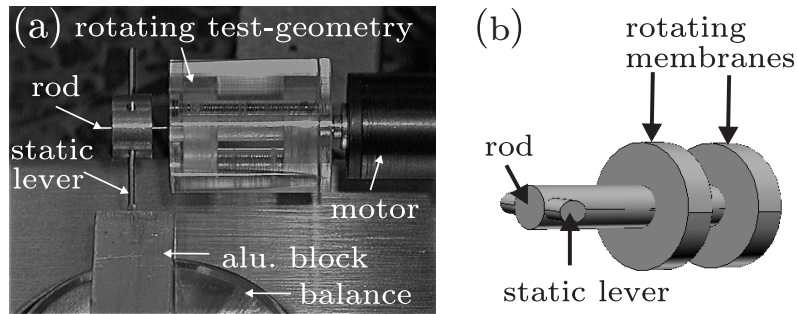 (a)
rotating test-geometry
rod
static
lever
motor
alu. block
balance
(b)
rotating
membranes
rod
static lever